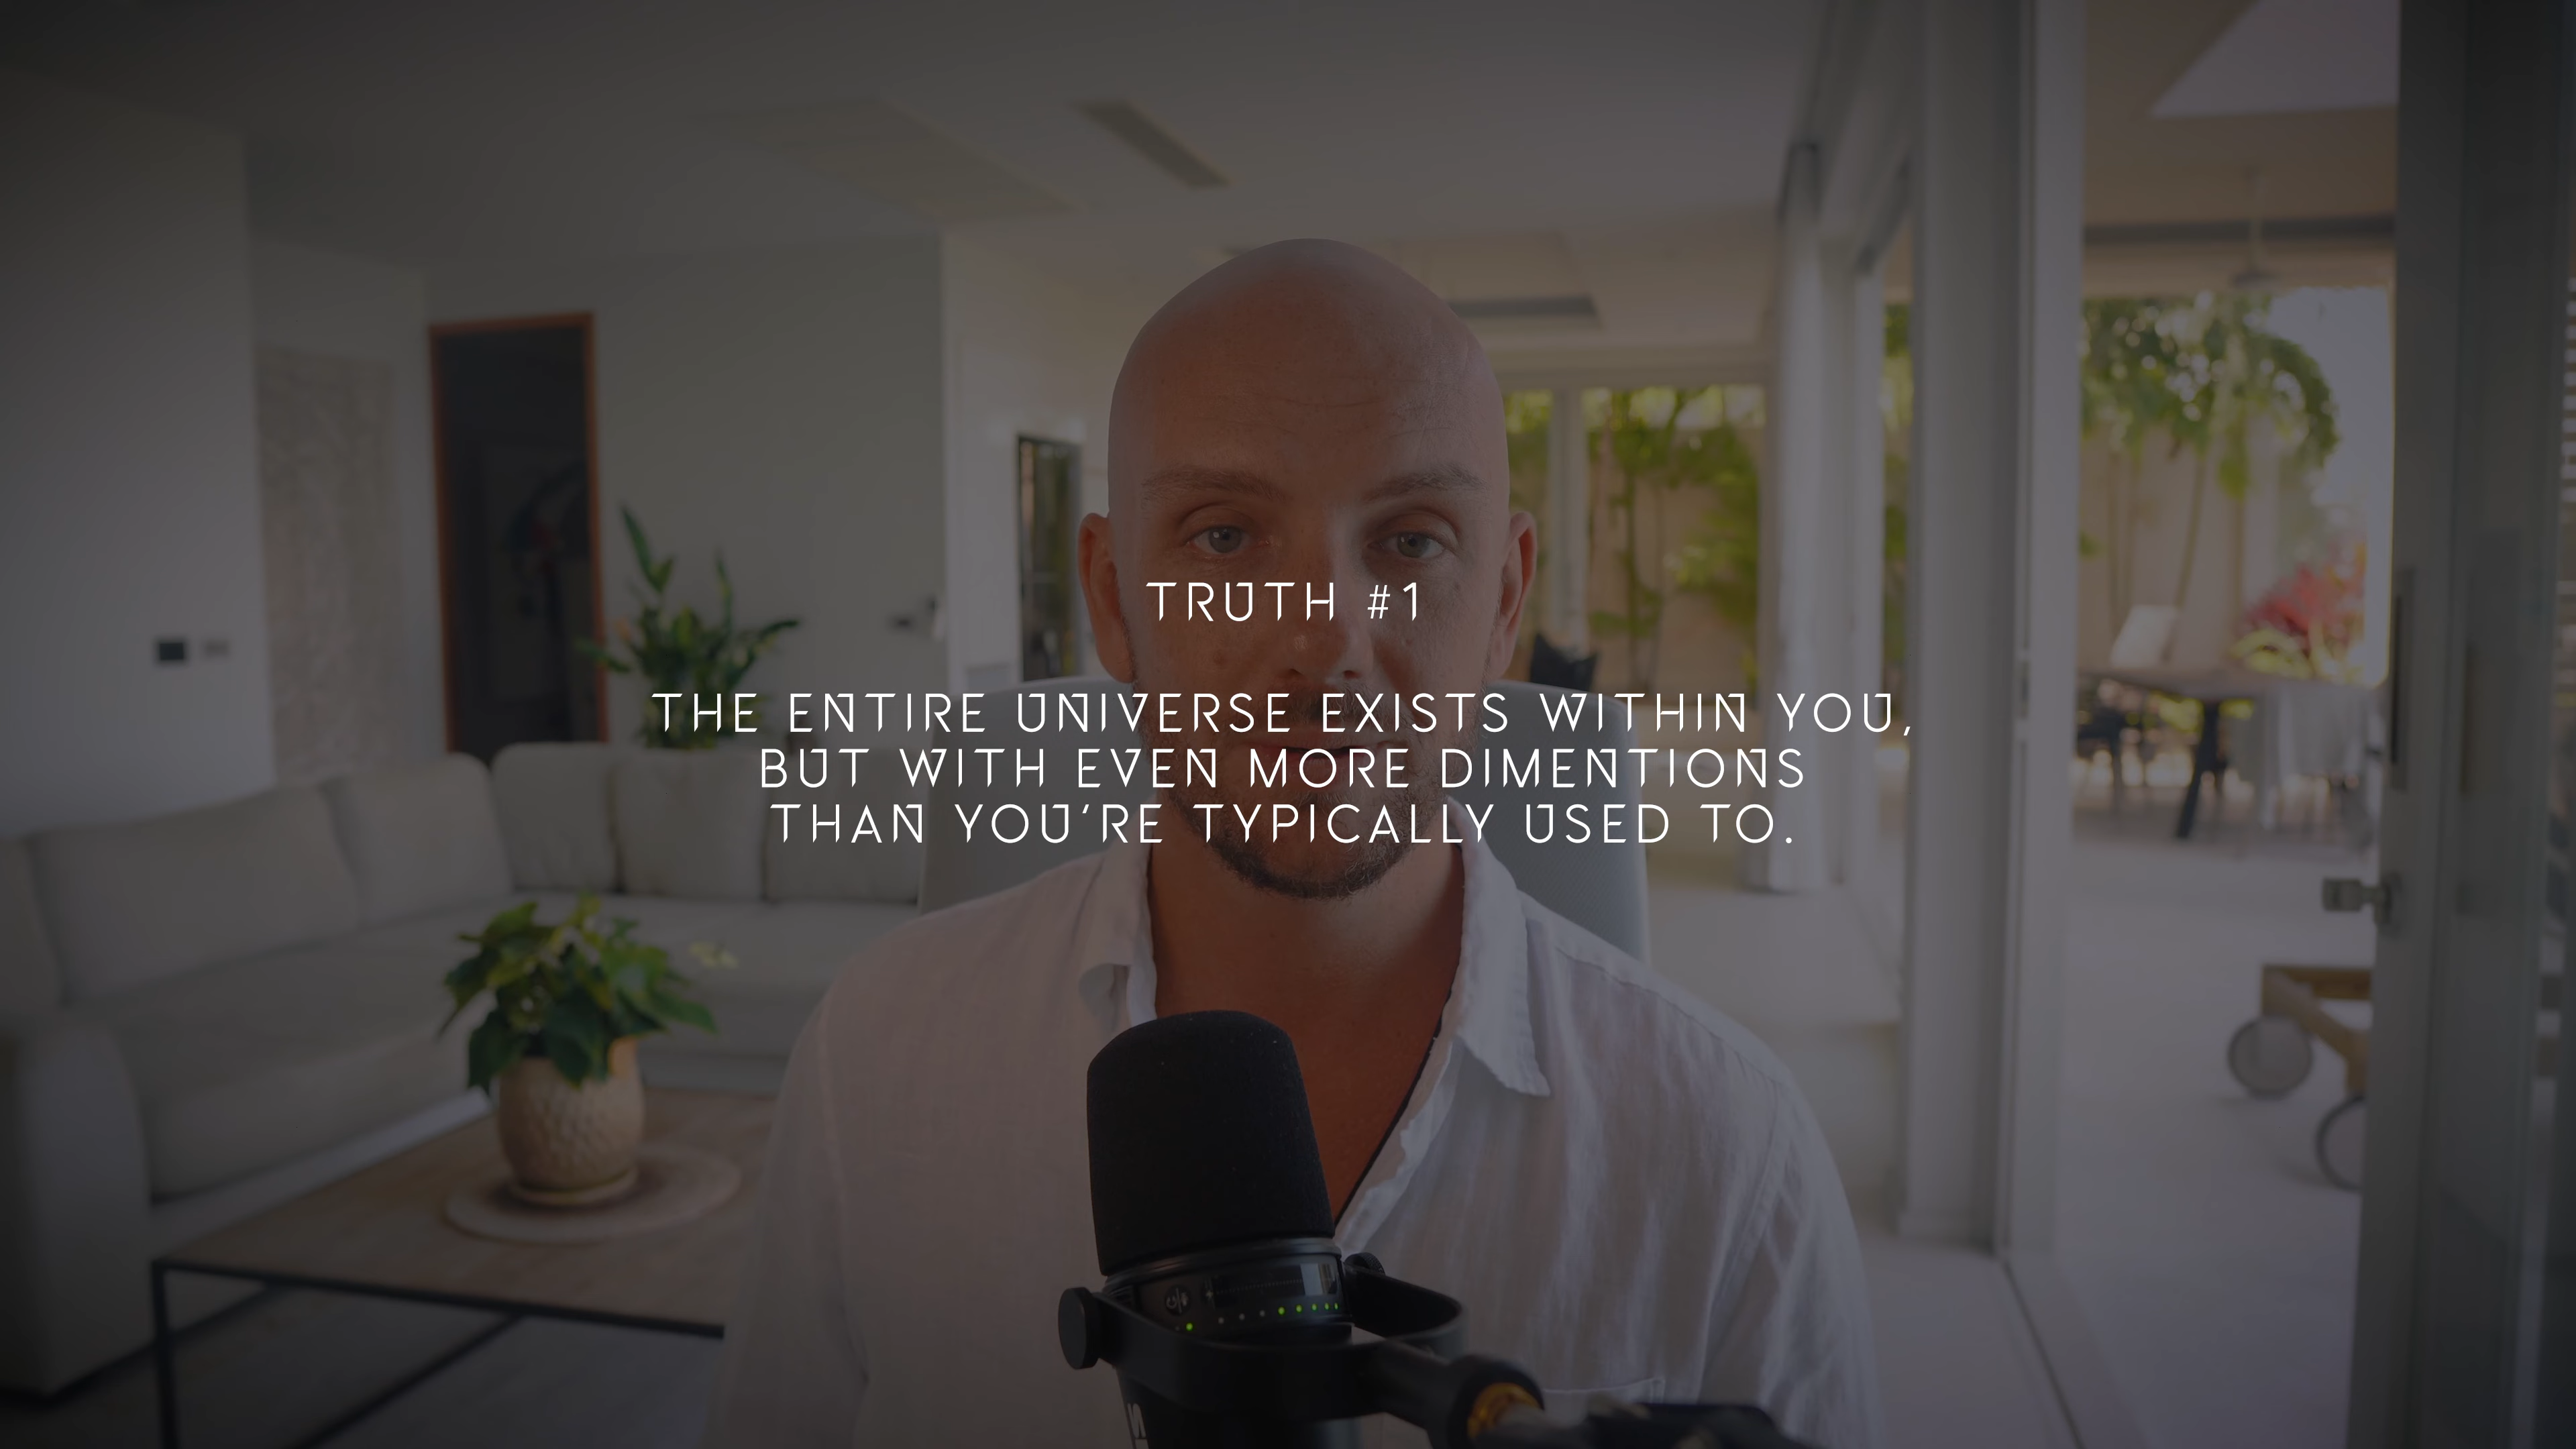 TRUTH #1
THE ENTIRE UNIVERSE EXISTS WITHIN YOU,
BUT WITH EVEN MORE DIMENTIONS
THAN YOU'RE TYPICALLY USED TO.